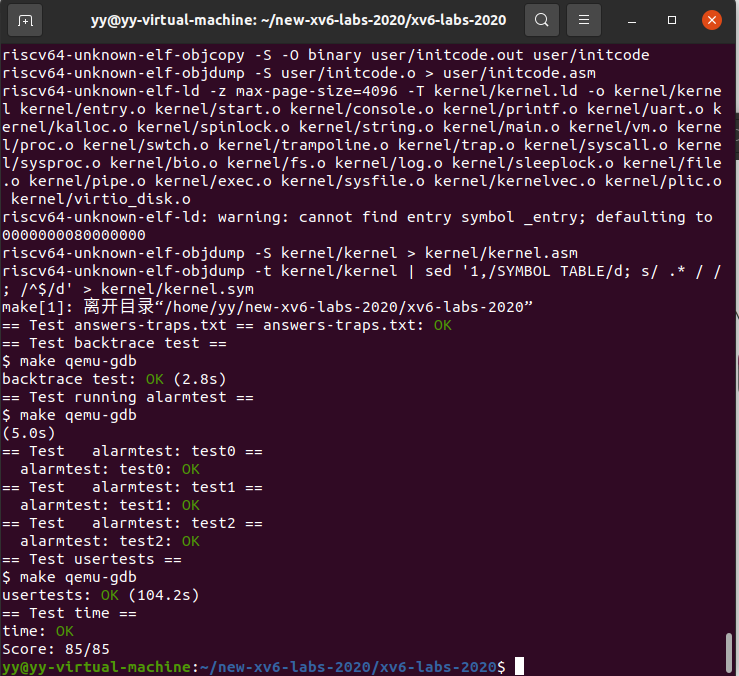 yy@yy-virtual-machine: ~/new-xv6-labs-2020/xv6-labs-2020
riscv64-unknown-elf-objcopy -S -O binary user/initcode.out user/initcode
riscv64-unknown-elf-objdump -S user/initcode.o > user/initcode.asm
riscv64-unknown-elf-ld -z max-page-size=4096 -T kernel/kernel.ld -o kernel/kerne
l kernel/entry.o kernel/start.o kernel/console.o kernel/printf.o kernel/uart.o k
ernel/kalloc.o kernel/spinlock.o kernel/string.o kernel/main.o kernel/vm.o kerne
l/proc.o kernel/swtch.o kernel/trampoline.o kernel/trap.o kernel/syscall.o kerne
l/sysproc.o kernel/bio.o kernel/fs.o kernel/log.o kernel/sleeplock.o kernel/file
.o kernel/pipe.o kernel/exec.o kernel/sysfile.o kernel/kernelvec.o kernel/plic.o
 kernel/virtio_disk.o
riscv64-unknown-elf-ld: warning: cannot find entry symbol _entry; defaulting to
0000000080000000
riscv64-unknown-elf-objdump -S kernel/kernel > kernel/kernel.asm
riscv64-unknown-elf-objdump -t kernel/kernel | sed '1,/SYMBOL TABLE/d; s/ .* / /
; /^$/d' > kernel/kernel.sym
make[1]: 离开目录“/home/yy/new-xv6-labs-2020/xv6-labs-2020”
== Test answers-traps.txt == answers-traps.txt: OK
== Test backtrace test ==
$ make qemu-gdb
backtrace test: OK (2.8s)
== Test running alarmtest ==
$ make qemu-gdb
(5.0s)
== Test   alarmtest: test0 ==
  alarmtest: test0: OK
== Test   alarmtest: test1 ==
  alarmtest: test1: OK
== Test   alarmtest: test2 ==
  alarmtest: test2: OK
== Test usertests ==
$ make qemu-gdb
usertests: OK (104.2s)
== Test time ==
time: OK
Score: 85/85
yy@yy-virtual-machine:~/new-xv6-labs-2020/xv6-labs-2020$